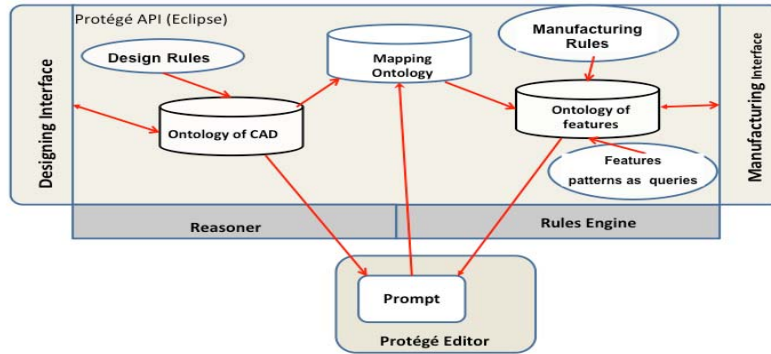 Protégé API (Eclipse)
Designing Interface
Design Rules
Mapping
Ontology
Manufacturing
Rules
Manufacturing Interface
Ontology of CAD
Ontology of
features
Features
patterns as queries
Reasoner
Rules Engine
Prompt
Protégé Editor